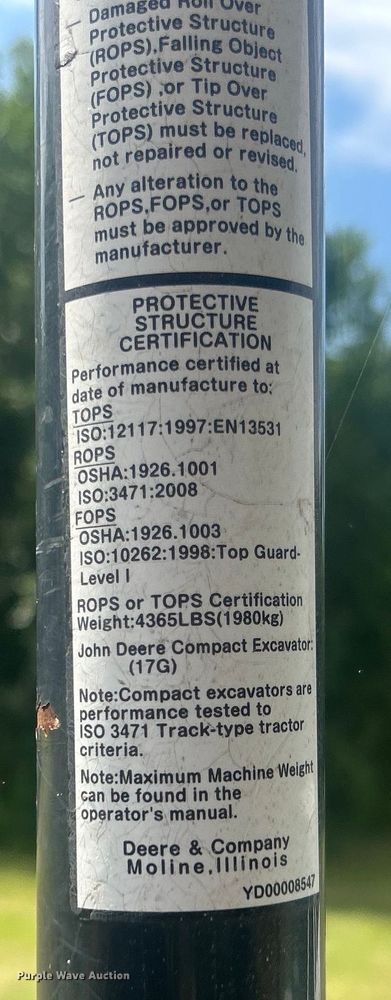 — Damaged Roll Over
Protective Structure
(ROPS),Falling Object
Protective Structure
(FOPS) ,or Tip Over
Protective Structure
(TOPS) must be replaced,
not repaired or revised.
— Any alteration to the
ROPS,FOPS,or TOPS
must be approved by the
manufacturer.
PROTECTIVE
STRUCTURE
CERTIFICATION
Performance certified at
date of manufacture to:
TOPS
ISO:12117:1997:EN13531
ROPS
OSHA:1926.1001
ISO:3471:2008
FOPS
OSHA:1926.1003
ISO:10262:1998:Top Guard-
Level I
ROPS or TOPS Certification
Weight:4365LBS(1980kg)
John Deere Compact Excavator:
(17G)
Note:Compact excavators are
performance tested to
ISO 3471 Track-type tractor
criteria.
Note:Maximum Machine Weight
can be found in the
operator's manual.
Deere & Company
Moline,Illinois
YD00008547
Purple Wave Auction